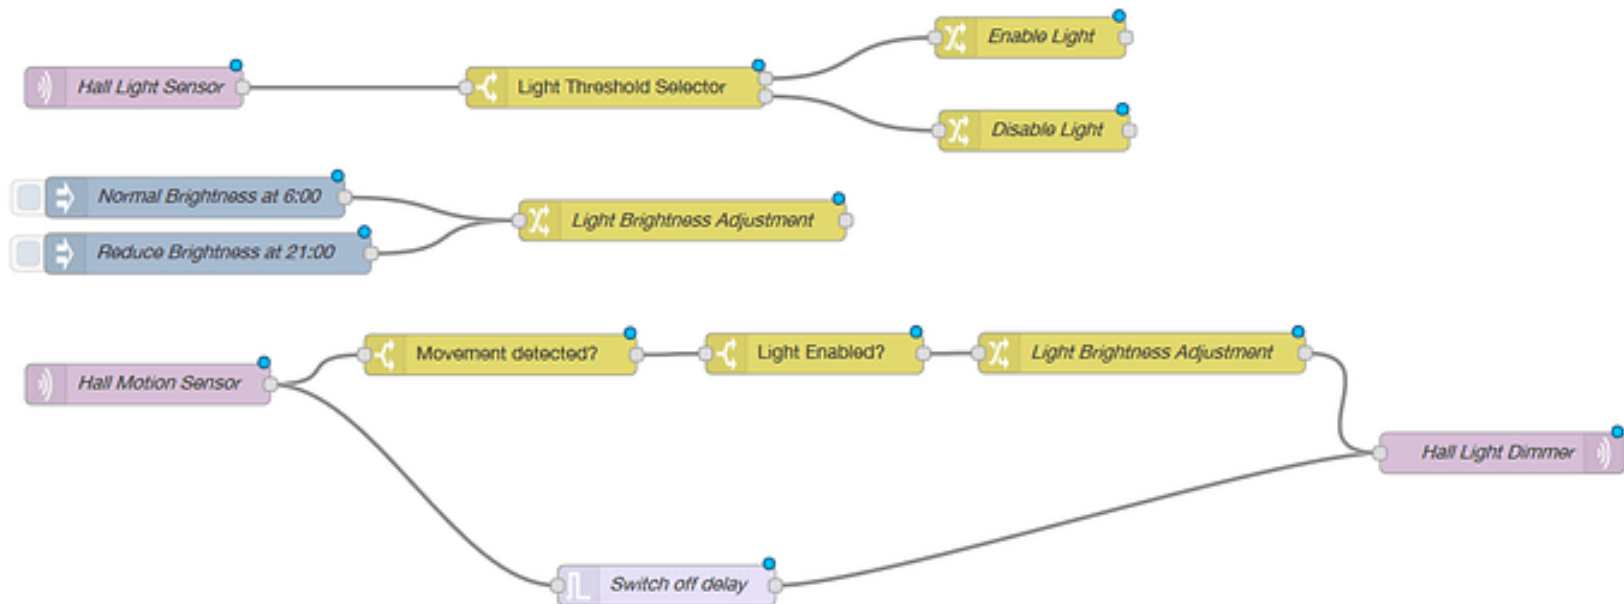 Enable Light
Hall Light Sensor
Light Threshold Selector
Disable Light
Normal Brightness at 6:00
Light Brightness Adjustment
Reduce Brightness at 21:00
Movement detected?
Light Enabled?
Light Brightness Adjustment
Hall Motion Sensor
Hall Light Dimmer
Switch off delay